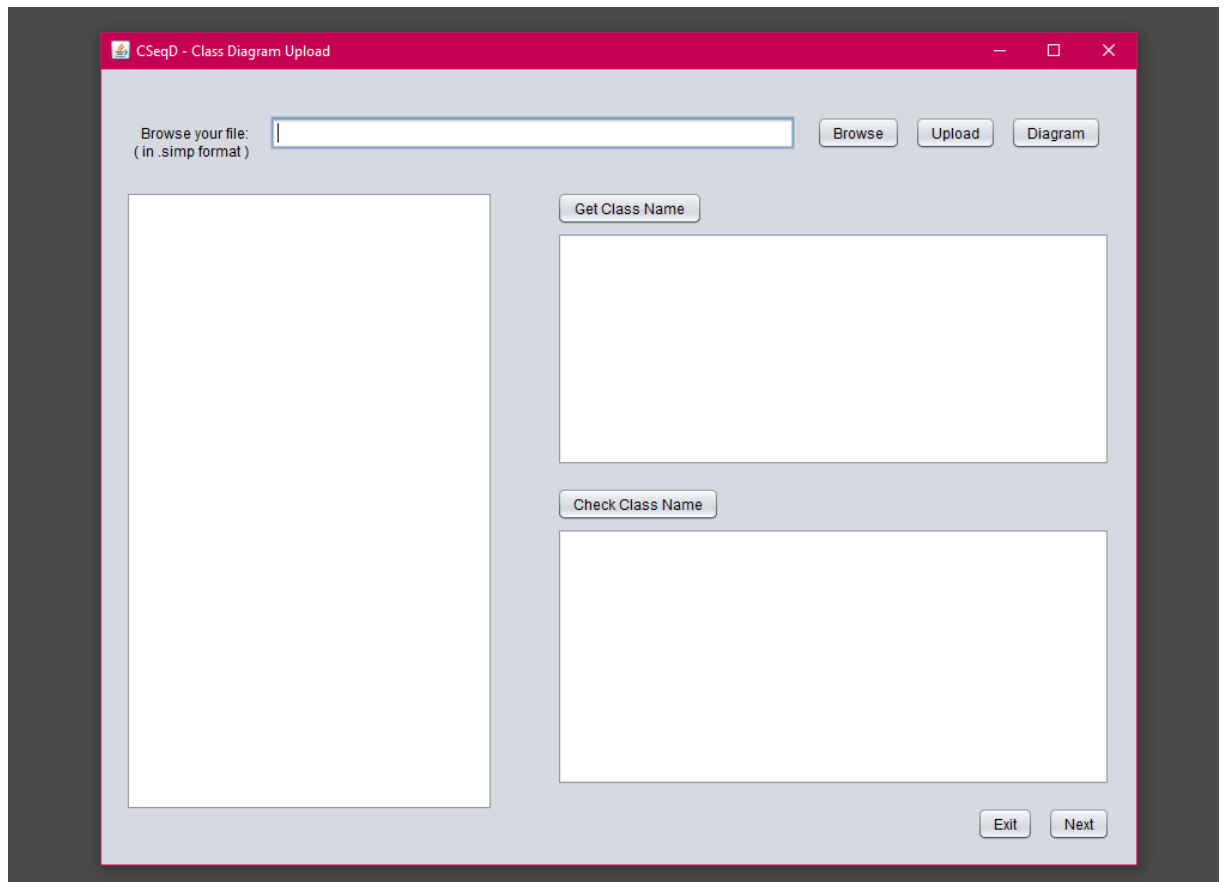 CSeqD - Class Diagram Upload
Browse your file:
( in .simp format )
Browse
Upload
Diagram
Get Class Name
Check Class Name
Exit
Next